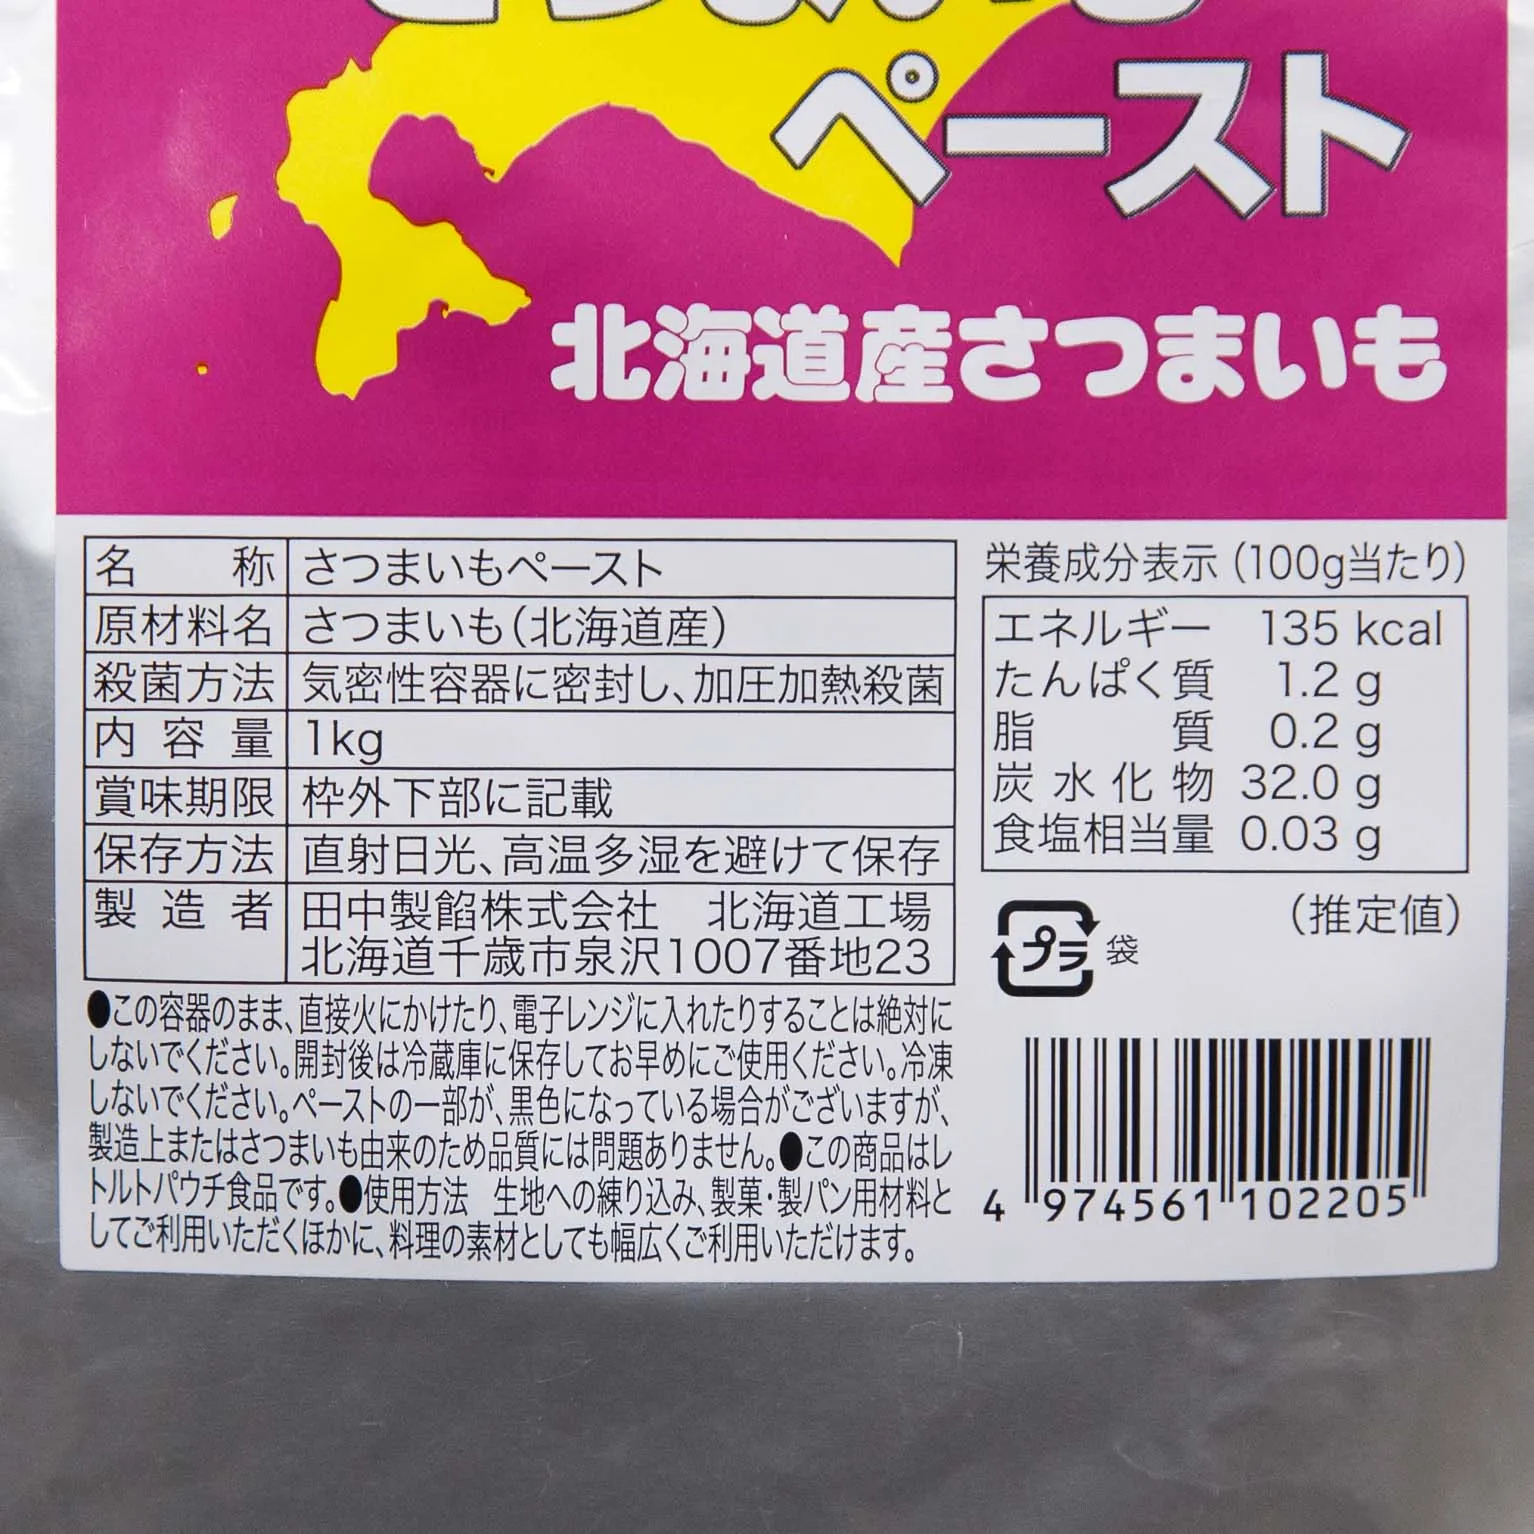 さつまいも
ペースト
北海道産さつまいも
名称 さつまいもペースト
原材料名 さつまいも（北海道産）
殺菌方法 気密性容器に密封し、加圧加熱殺菌
内容量 1kg
賞味期限 枠外下部に記載
保存方法 直射日光、高温多湿を避けて保存
製造者 田中製餡株式会社 北海道工場
北海道千歳市泉沢1007番地23
●この容器のまま、直接火にかけたり、電子レンジに入れたりすることは絶対に
しないでください。開封後は冷蔵庫に保存してお早めにご使用ください。冷凍
しないでください。ペーストの一部が、黒色になっている場合がございますが、
製造上またはさつまいも由来のため品質には問題ありません。●この商品はレ
トルトパウチ食品です。●使用方法 生地への練り込み、製菓・製パン用材料と
してご利用いただくほかに、料理の素材としても幅広くご利用いただけます。
栄養成分表示（100g当たり）
エネルギー 135 kcal
たんぱく質 1.2 g
脂質 0.2 g
炭水化物 32.0 g
食塩相当量 0.03 g
（推定値）
プラ 袋
4 974561 102205